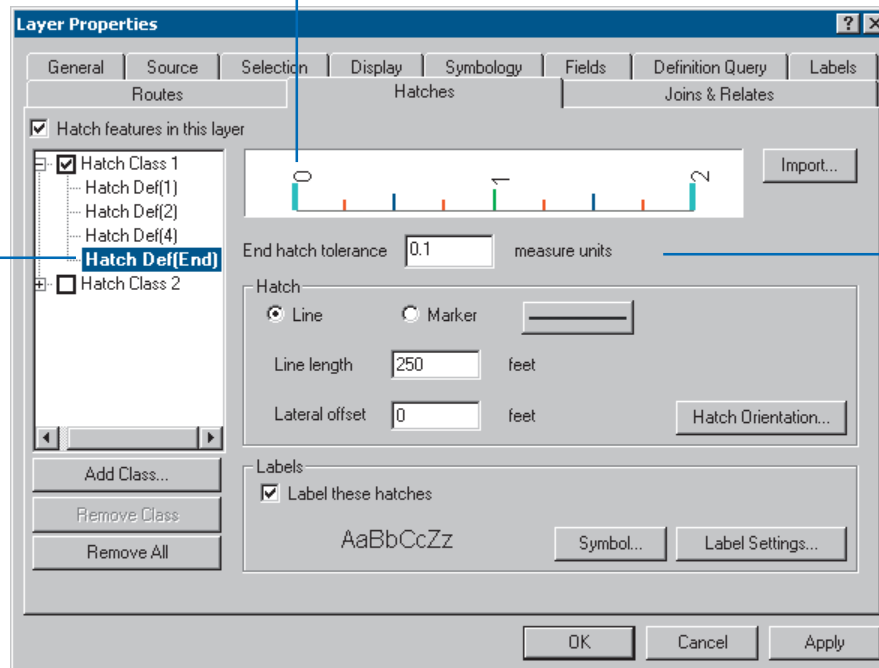 Layer Properties
? X
General Source Selection Display Symbology Fields Definition Query Labels
Routes Hatches Joins & Relates
Hatch features in this layer
Hatch Class 1
Hatch Def(1)
Hatch Def(2)
Hatch Def(4)
Hatch Def(End)
Hatch Class 2
0 1 2
Import...
End hatch tolerance 0.1 measure units
Hatch
Line Marker
Line length 250 feet
Lateral offset 0 feet
Hatch Orientation...
Add Class...
Remove Class
Remove All
Labels
Label these hatches
AaBbCcZz
Symbol... Label Settings...
OK Cancel Apply